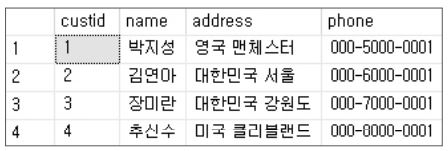 custid name address phone
1 1 박지성 영국 맨체스터 000-5000-0001
2 2 김연아 대한민국 서울 000-6000-0001
3 3 장미란 대한민국 강원도 000-7000-0001
4 4 추신수 미국 클리블랜드 000-8000-0001